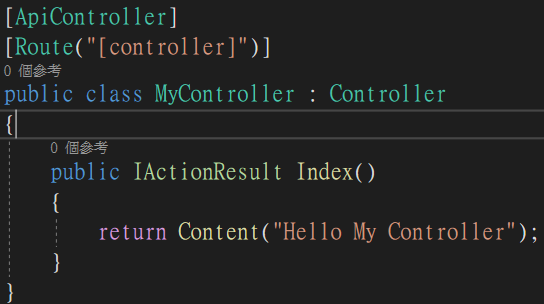 [ApiController]
[Route("[controller]")]
0 個參考
public class MyController : Controller
{
0 個參考
public IActionResult Index()
{
return Content("Hello My Controller");
}
}